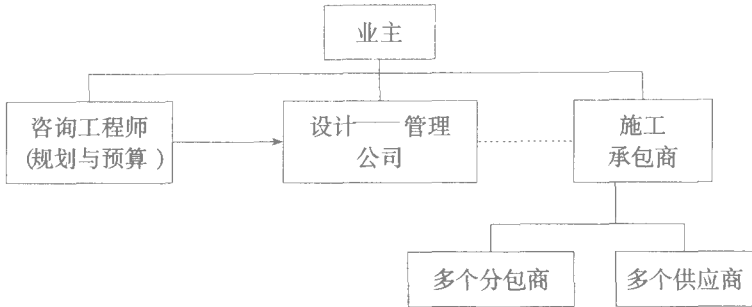 业主
咨询工程师
(规划与预算)
设计——管理
公司
施工
承包商
多个分包商
多个供应商